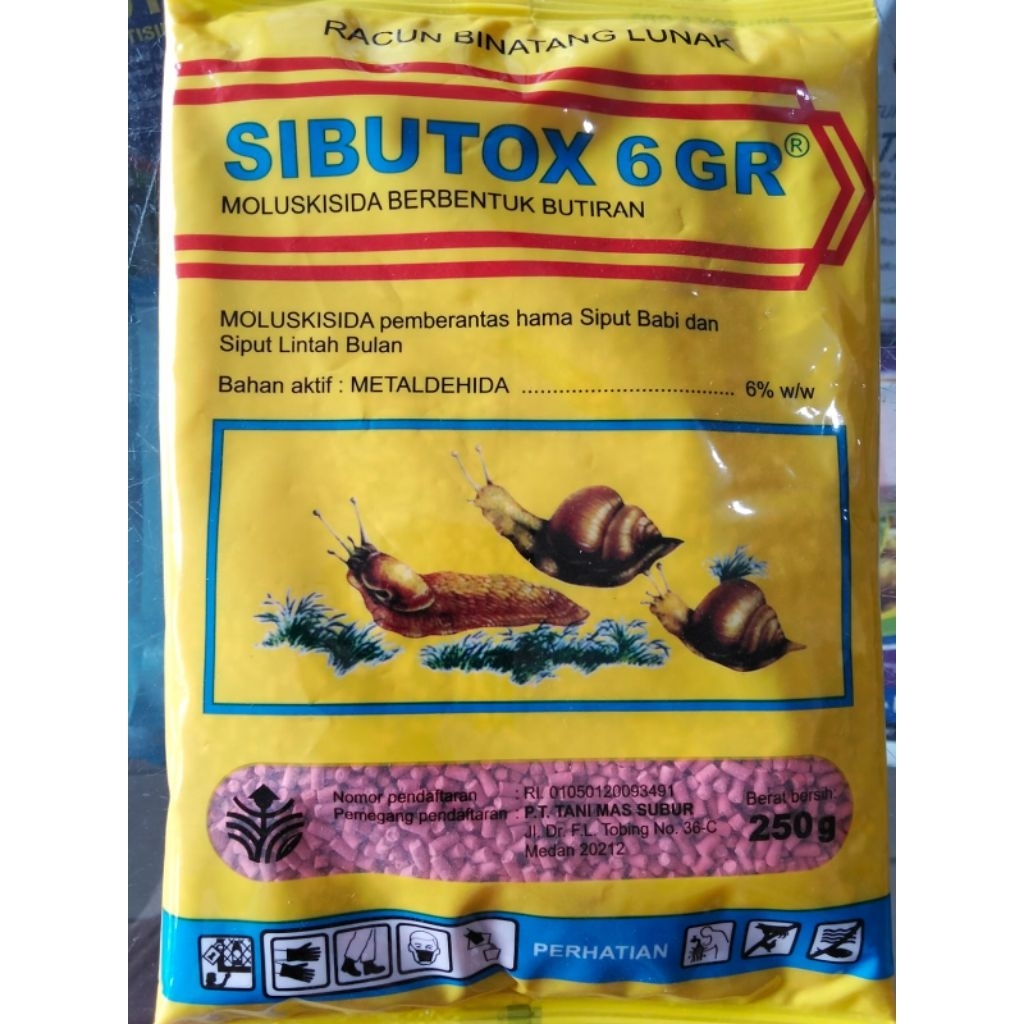 RACUN BINATANG LUNAK
SIBUTOX 6 GR®
MOLUSKISIDA BERBENTUK BUTIRAN
MOLUSKISIDA pemberantas hama Siput Babi dan
Siput Lintah Bulan
Bahan aktif : METALDEHIDA .................................. 6% w/w
Nomor pendaftaran : RI. 01050120093491
Pemegang pendaftaran : P.T. TANI MAS SUBUR
Jl. Dr. F.L. Tobing No. 36-C
Medan 20212
Berat bersih:
250 g
PERHATIAN